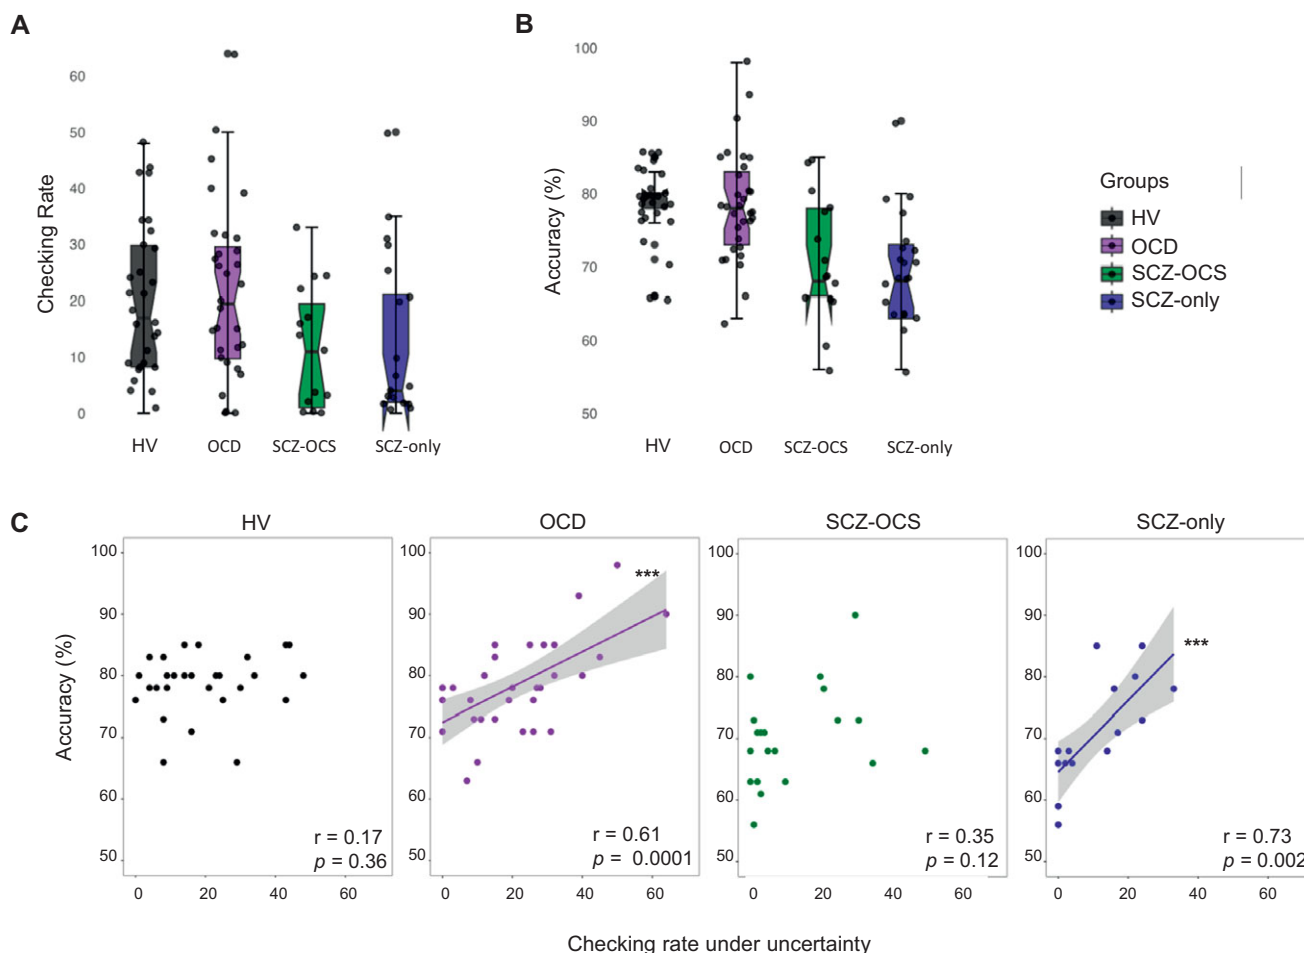 A
B
Checking Rate
60
50
40
30
20
10
0
HV
OCD
SCZ-OCS
SCZ-only
Accuracy (%)
100
90
80
70
60
50
HV
OCD
SCZ-OCS
SCZ-only
Groups
HV
OCD
SCZ-OCS
SCZ-only
C
Accuracy (%)
HV
100
90
80
70
60
50
r = 0.17
p = 0.36
0 20 40 60
OCD
100
90
80
70
60
50
***
r = 0.61
p = 0.0001
0 20 40 60
SCZ-OCS
100
90
80
70
60
50
r = 0.35
p = 0.12
0 20 40 60
SCZ-only
100
90
80
70
60
50
***
r = 0.73
p = 0.002
0 20 40 60
Checking rate under uncertainty